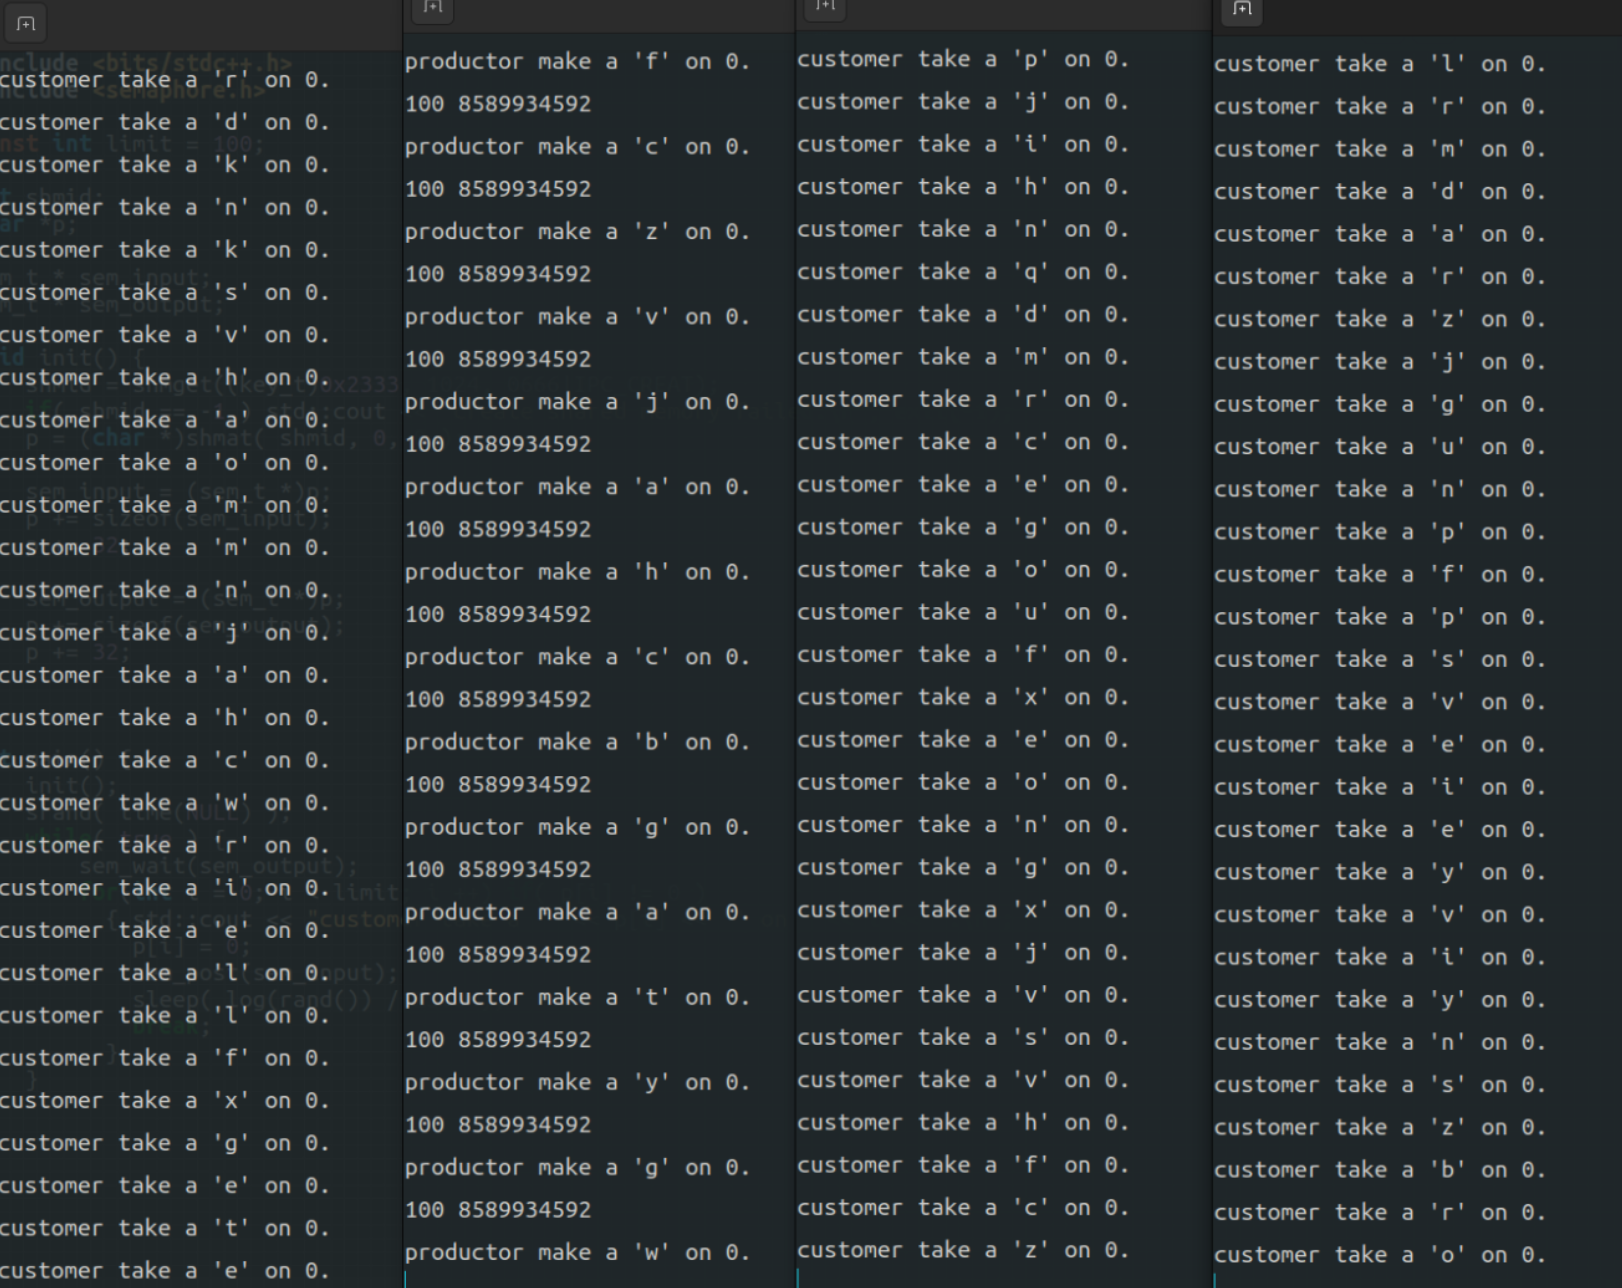 customer take a 'r' on 0.
customer take a 'd' on 0.
customer take a 'k' on 0.
customer take a 'n' on 0.
customer take a 'k' on 0.
customer take a 's' on 0.
customer take a 'v' on 0.
customer take a 'h' on 0.
customer take a 'a' on 0.
customer take a 'o' on 0.
customer take a 'm' on 0.
customer take a 'm' on 0.
customer take a 'n' on 0.
customer take a 'j' on 0.
customer take a 'a' on 0.
customer take a 'h' on 0.
customer take a 'c' on 0.
customer take a 'w' on 0.
customer take a 'r' on 0.
customer take a 'i' on 0.
customer take a 'e' on 0.
customer take a 'l' on 0.
customer take a 'l' on 0.
customer take a 'f' on 0.
customer take a 'x' on 0.
customer take a 'g' on 0.
customer take a 'e' on 0.
customer take a 't' on 0.
customer take a 'e' on 0.
productor make a 'f' on 0.
100 8589934592
productor make a 'c' on 0.
100 8589934592
productor make a 'z' on 0.
100 8589934592
productor make a 'v' on 0.
100 8589934592
productor make a 'j' on 0.
100 8589934592
productor make a 'a' on 0.
100 8589934592
productor make a 'h' on 0.
100 8589934592
productor make a 'c' on 0.
100 8589934592
productor make a 'b' on 0.
100 8589934592
productor make a 'g' on 0.
100 8589934592
productor make a 'a' on 0.
100 8589934592
productor make a 't' on 0.
100 8589934592
productor make a 'y' on 0.
100 8589934592
productor make a 'g' on 0.
100 8589934592
productor make a 'w' on 0.
customer take a 'p' on 0.
customer take a 'j' on 0.
customer take a 'i' on 0.
customer take a 'h' on 0.
customer take a 'n' on 0.
customer take a 'q' on 0.
customer take a 'd' on 0.
customer take a 'm' on 0.
customer take a 'r' on 0.
customer take a 'c' on 0.
customer take a 'e' on 0.
customer take a 'g' on 0.
customer take a 'o' on 0.
customer take a 'u' on 0.
customer take a 'f' on 0.
customer take a 'x' on 0.
customer take a 'e' on 0.
customer take a 'o' on 0.
customer take a 'n' on 0.
customer take a 'g' on 0.
customer take a 'x' on 0.
customer take a 'j' on 0.
customer take a 'v' on 0.
customer take a 's' on 0.
customer take a 'v' on 0.
customer take a 'h' on 0.
customer take a 'f' on 0.
customer take a 'c' on 0.
customer take a 'z' on 0.
customer take a 'l' on 0.
customer take a 'r' on 0.
customer take a 'm' on 0.
customer take a 'd' on 0.
customer take a 'a' on 0.
customer take a 'r' on 0.
customer take a 'z' on 0.
customer take a 'j' on 0.
customer take a 'g' on 0.
customer take a 'u' on 0.
customer take a 'n' on 0.
customer take a 'p' on 0.
customer take a 'f' on 0.
customer take a 'p' on 0.
customer take a 's' on 0.
customer take a 'v' on 0.
customer take a 'e' on 0.
customer take a 'i' on 0.
customer take a 'e' on 0.
customer take a 'y' on 0.
customer take a 'v' on 0.
customer take a 'i' on 0.
customer take a 'y' on 0.
customer take a 'n' on 0.
customer take a 's' on 0.
customer take a 'z' on 0.
customer take a 'b' on 0.
customer take a 'r' on 0.
customer take a 'o' on 0.